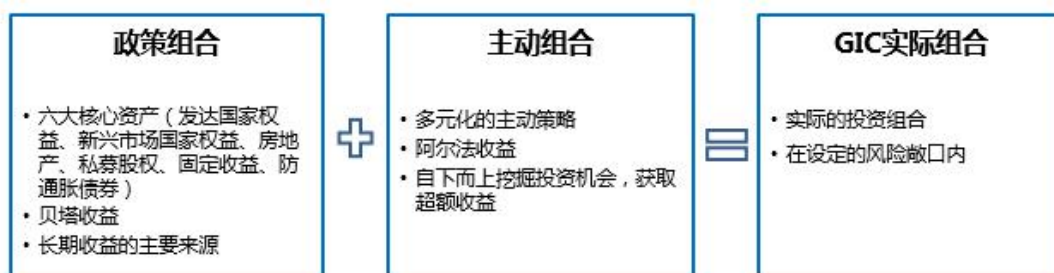 政策组合
• 六大核心资产（发达国家权
益、新兴市场国家权益、房地
产、私募股权、固定收益、防
通胀债券）
• 贝塔收益
• 长期收益的主要来源
主动组合
• 多元化的主动策略
• 阿尔法收益
• 自下而上挖掘投资机会，获取
超额收益
GIC实际组合
• 实际的投资组合
• 在设定的风险敞口内